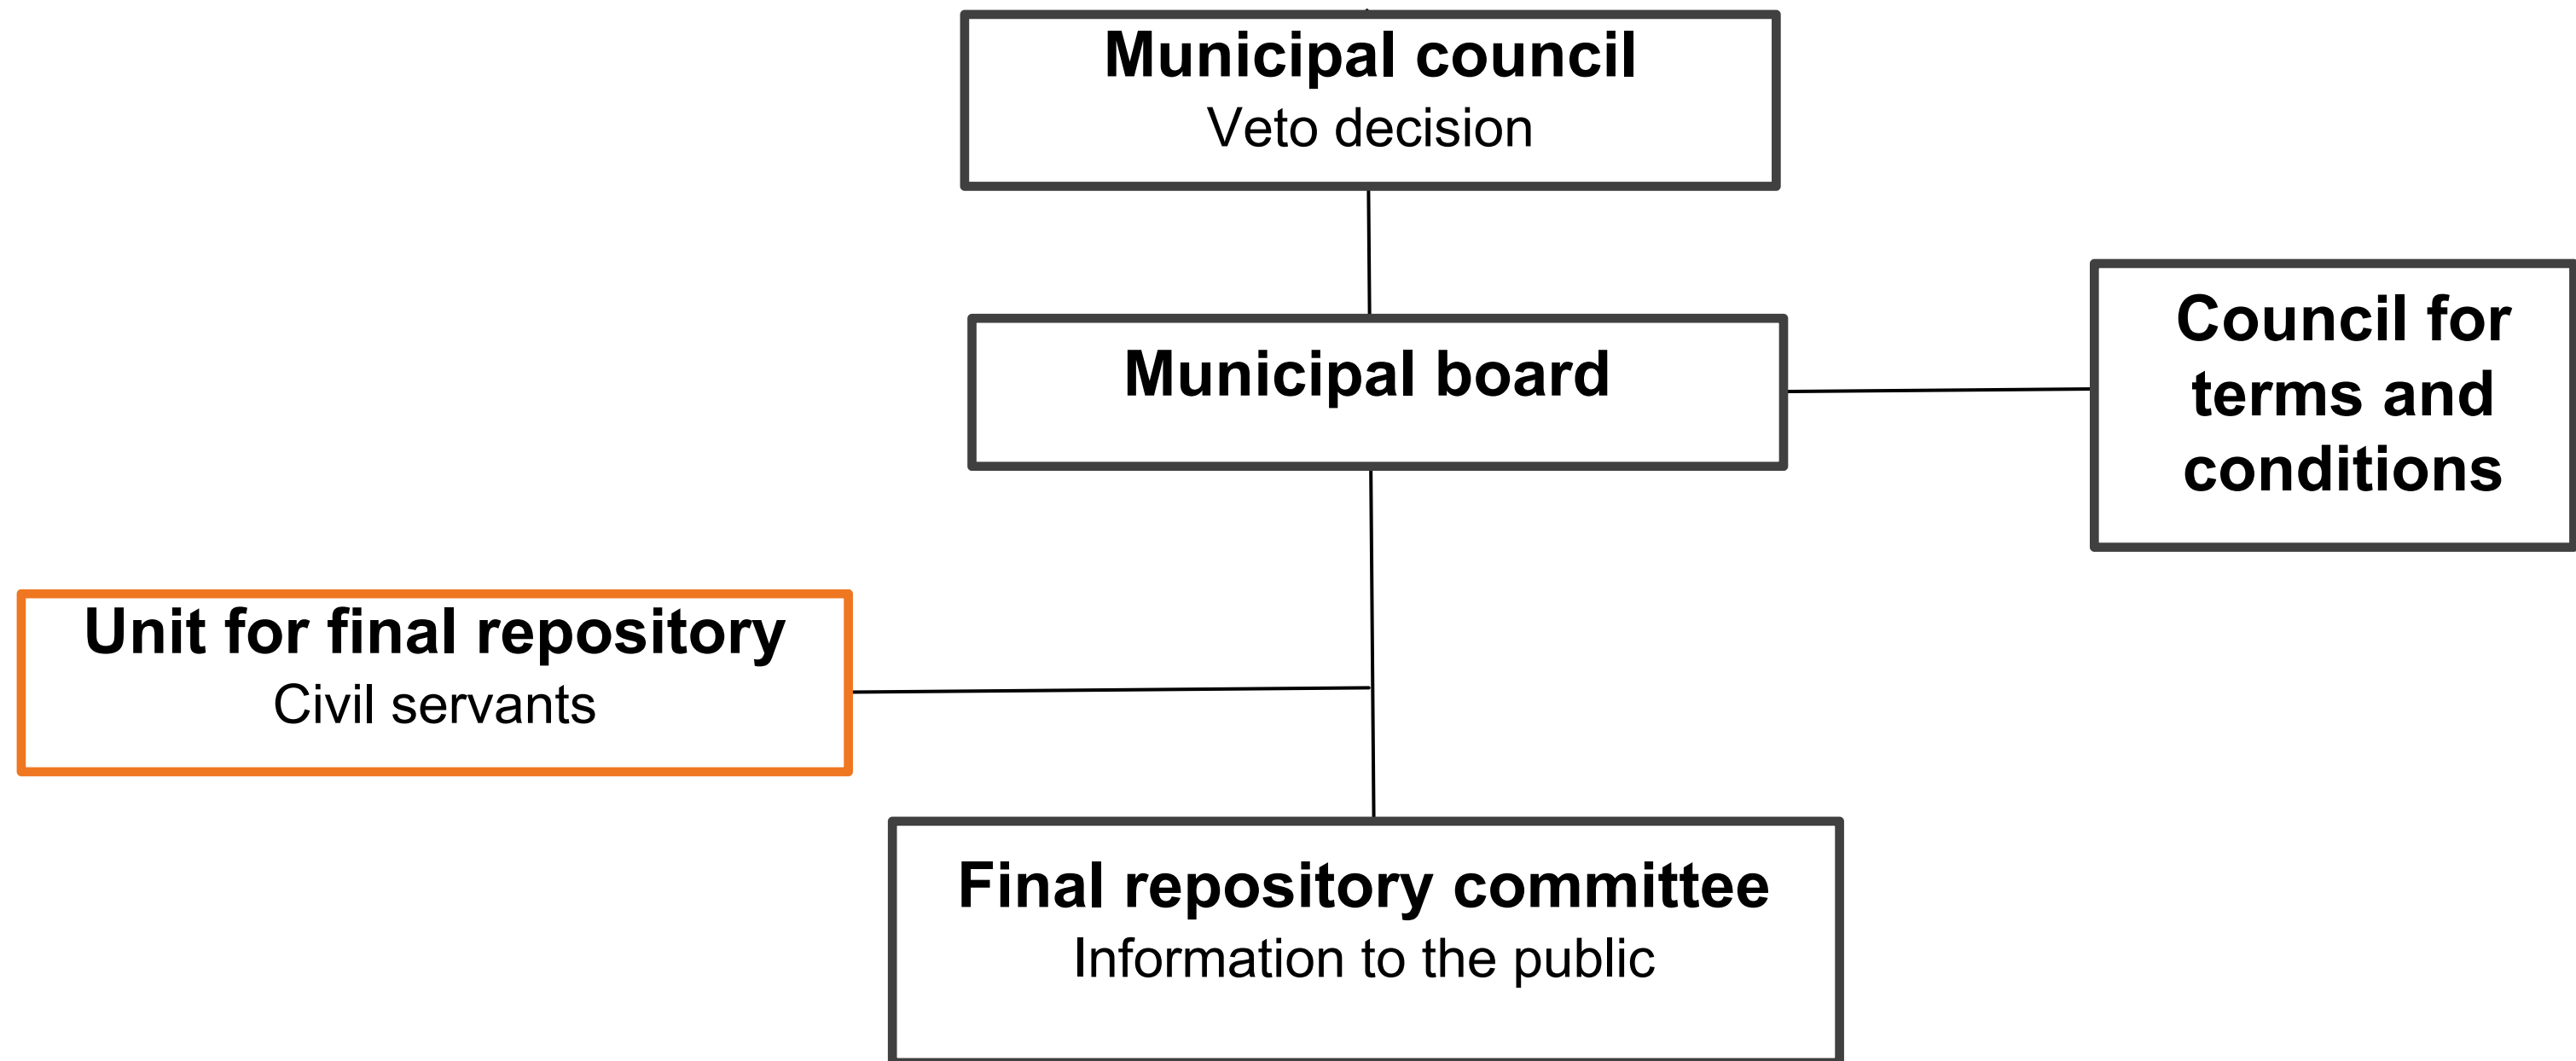 Municipal council
Veto decision
Municipal board
Council for
terms and
conditions
Unit for final repository
Civil servants
Final repository committee
Information to the public